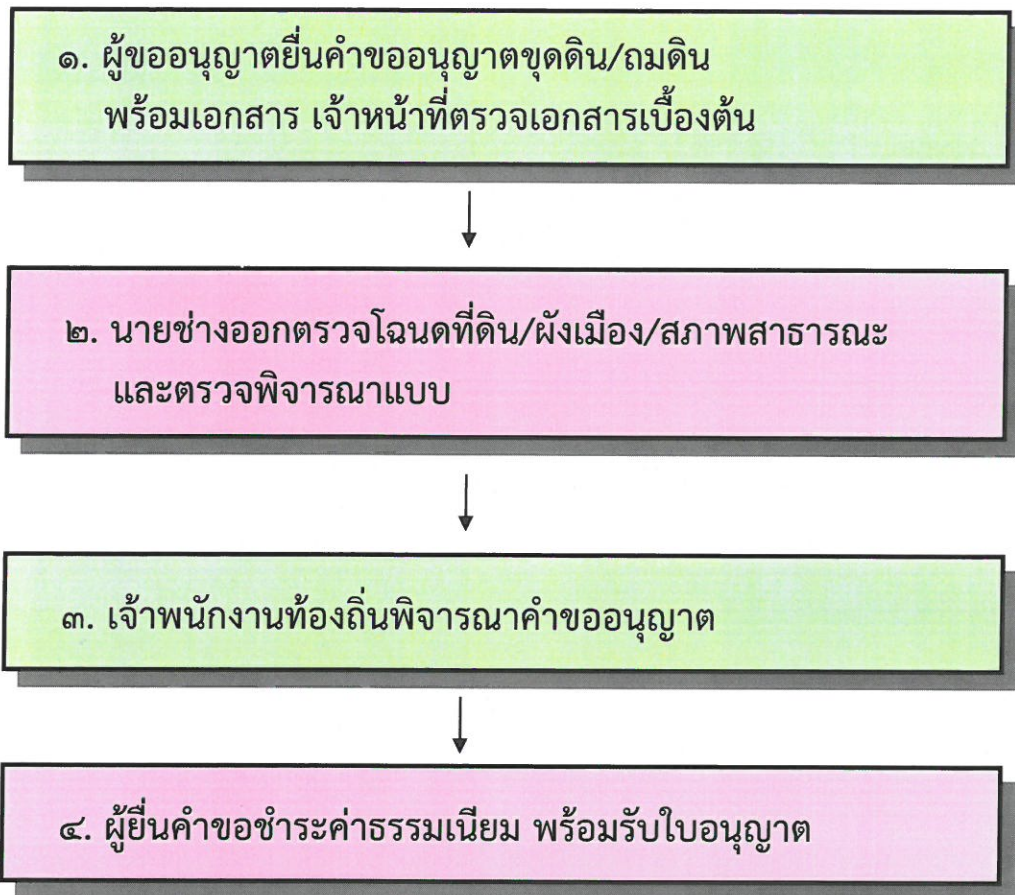 ๑. ผู้ขออนุญาตยื่นคำขออนุญาตขุดดิน/ถมดิน
พร้อมเอกสาร เจ้าหน้าที่ตรวจเอกสารเบื้องต้น
๒. นายช่างออกตรวจโฉนดที่ดิน/ผังเมือง/สภาพสาธารณะ
และตรวจพิจารณาแบบ
๓. เจ้าพนักงานท้องถิ่นพิจารณาคำขออนุญาต
๔. ผู้ยื่นคำขอชำระค่าธรรมเนียม พร้อมรับใบอนุญาต